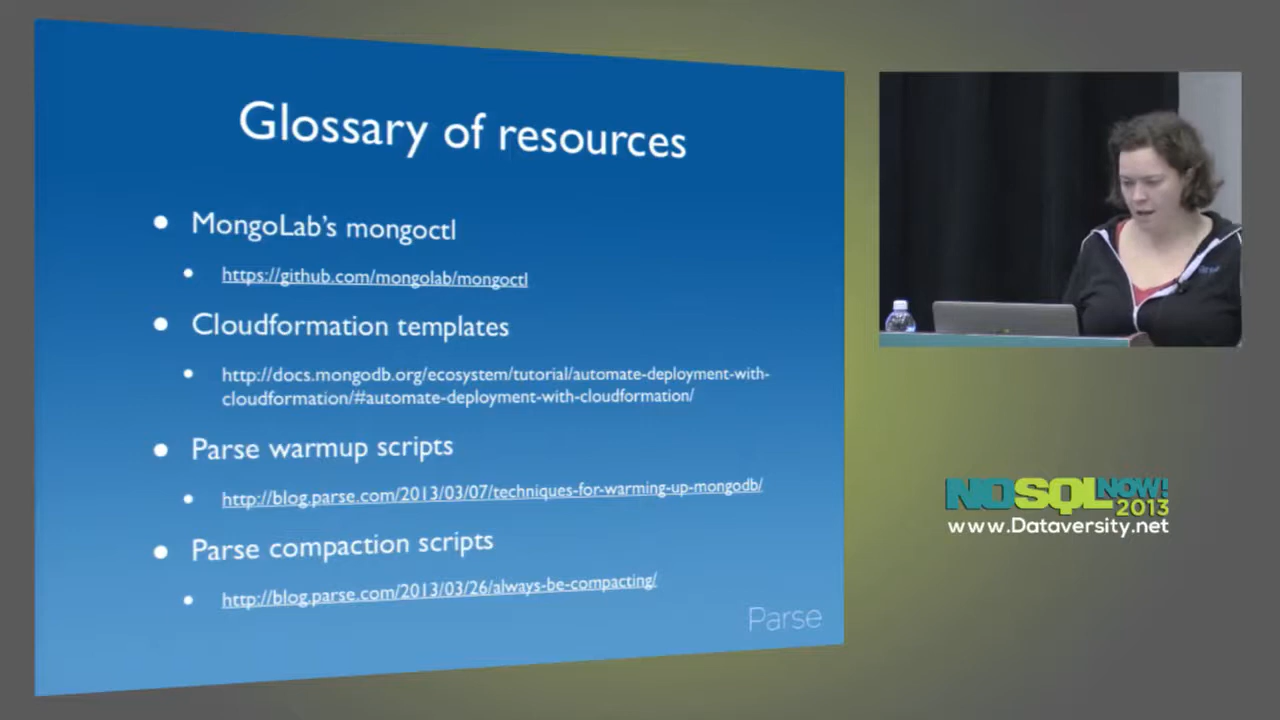 Glossary of resources
MongoLab's mongoctl
https://github.com/mongolab/mongoctl
Cloudformation templates
http://docs.mongodb.org/ecosystem/tutorial/automate-deployment-with-
cloudformation/#automate-deployment-with-cloudformation/
Parse warmup scripts
http://blog.parse.com/2013/03/07/techniques-for-warming-up-mongodb/
Parse compaction scripts
http://blog.parse.com/2013/03/26/always-be-compacting/
Parse
NOSQL NOW!
2013
www.Dataversity.net